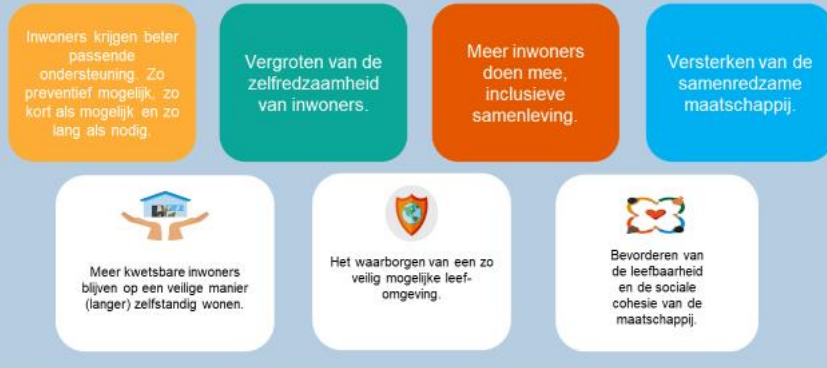 Inwoners krijgen beter
passende
ondersteuning. Zo
preventief mogelijk, zo
kort als mogelijk en zo
lang als nodig.
Vergroten van de
zelfredzaamheid
van inwoners.
Meer inwoners
doen mee,
inclusieve
samenleving.
Versterken van de
samenredzame
maatschappij.
Meer kwetsbare inwoners
blijven op een veilige manier
(langer) zelfstandig wonen.
Het waarborgen van een zo
veilig mogelijke leef-
omgeving.
Bevorderen van
de leefbaarheid
en de sociale
cohesie van de
maatschappij.